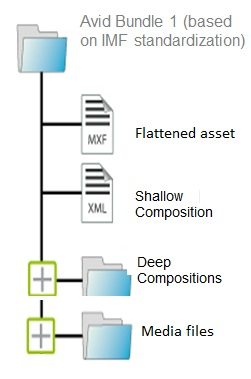 Avid Bundle 1 (based
on IMF standardization)
MXF
Flattened asset
XML
Shallow
Composition
Deep
Compositions
Media files